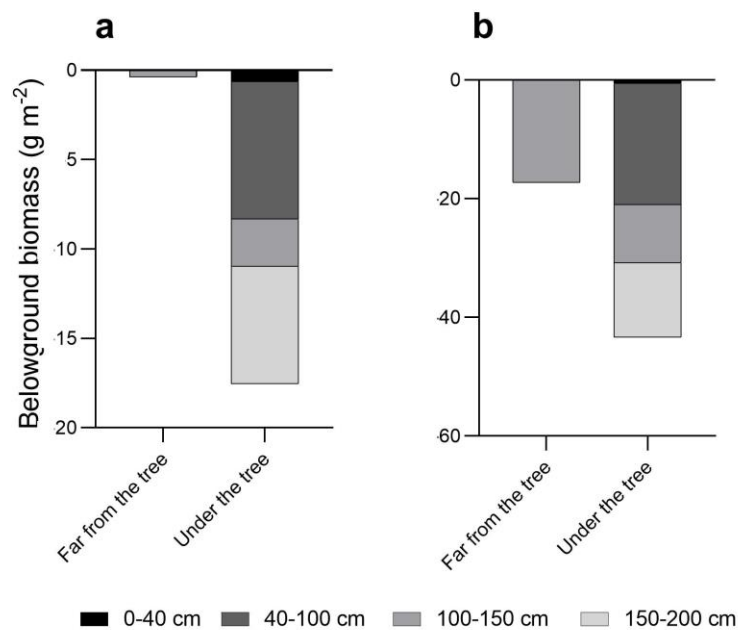 a
b
0
5
10
15
20
Belowground biomass (g m⁻²)
Far from the tree
Under the tree
0
-20
-40
-60
Far from the tree
Under the tree
0-40 cm
40-100 cm
100-150 cm
150-200 cm